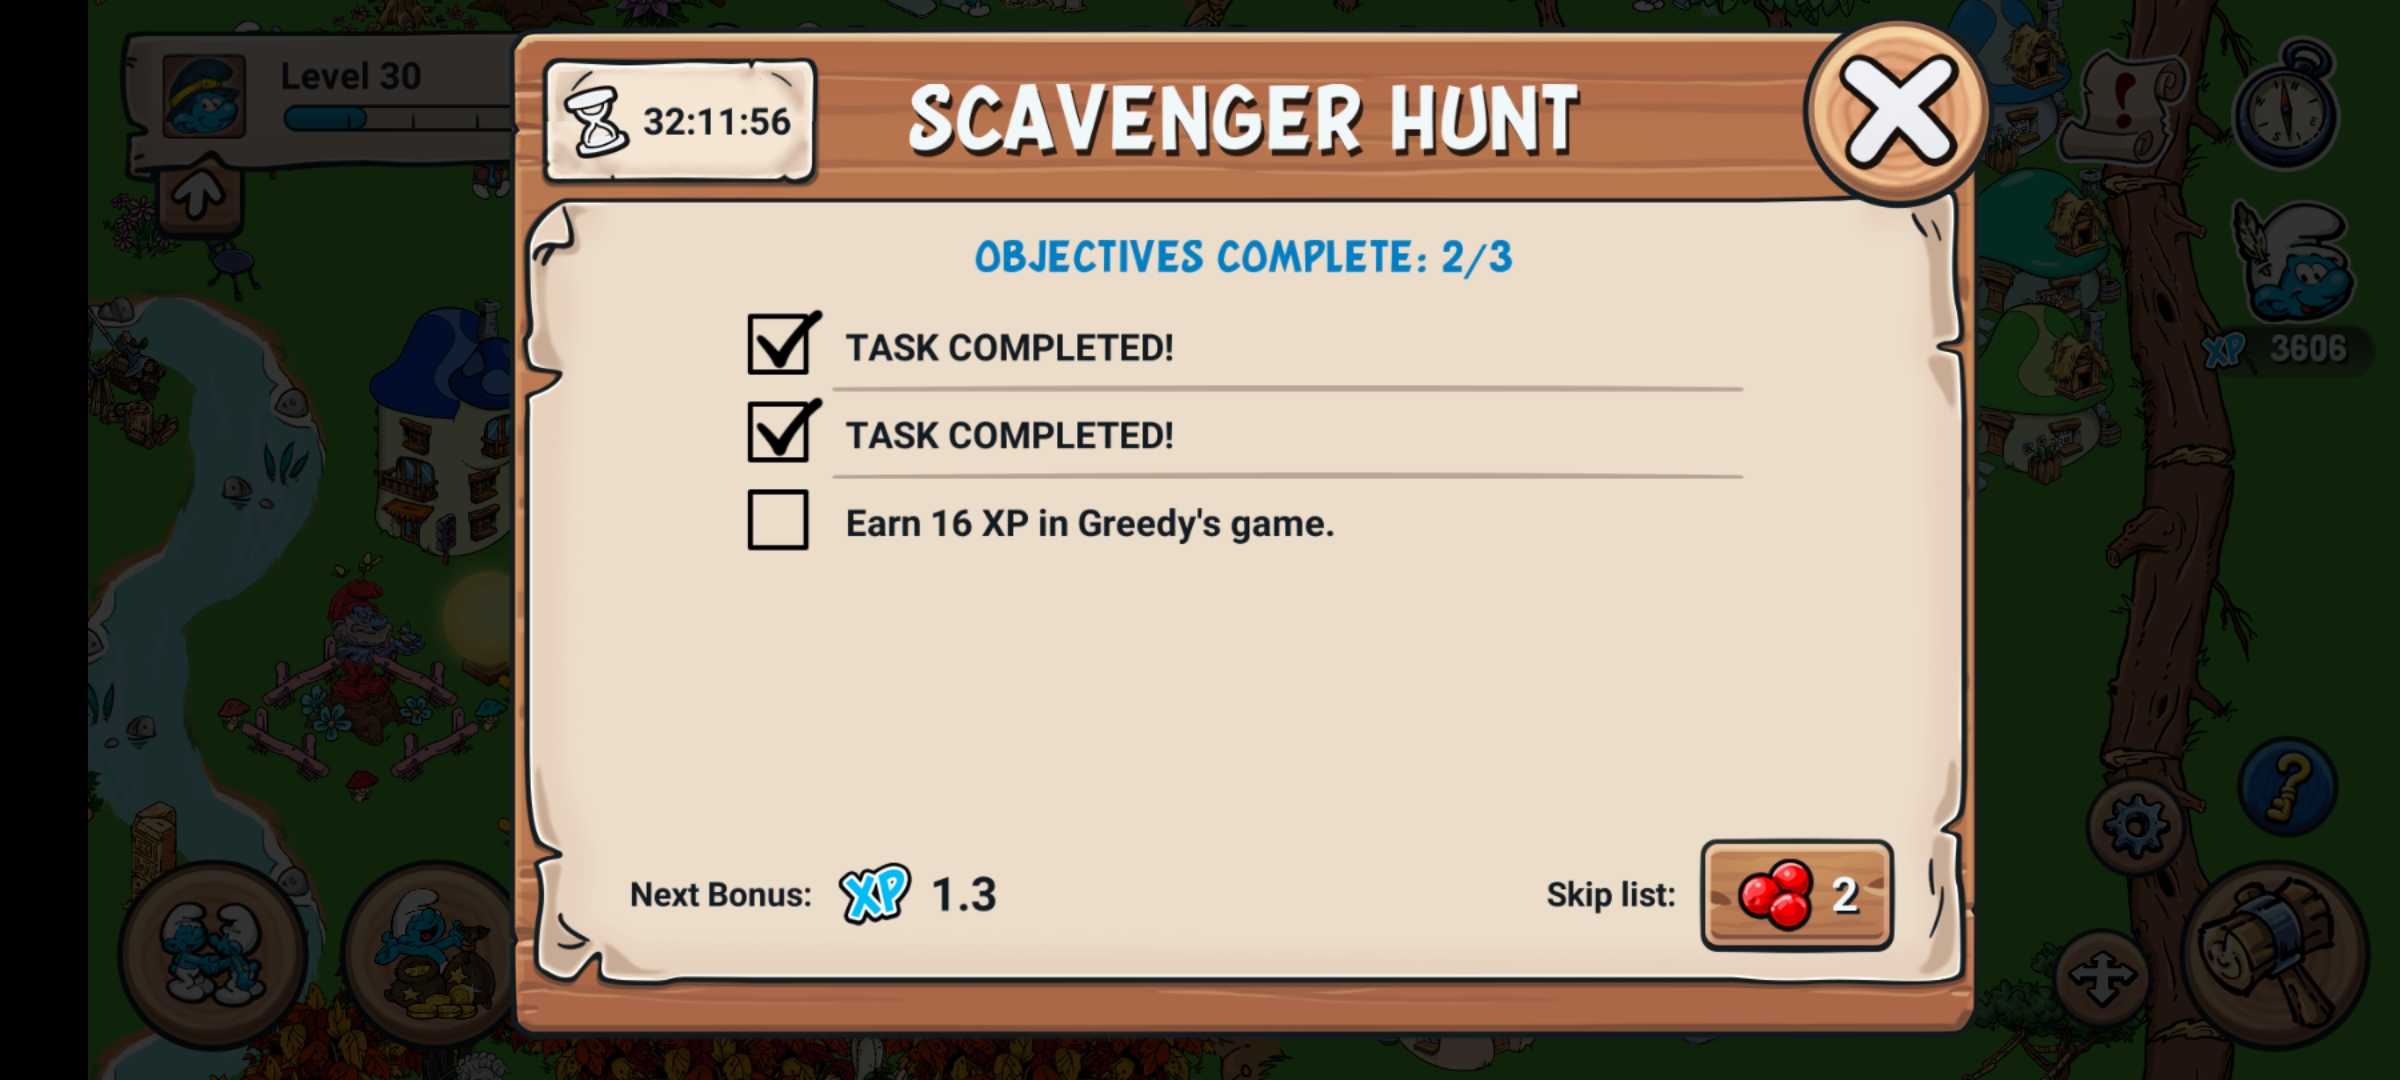 Level 30
32:11:56
SCAVENGER HUNT
OBJECTIVES COMPLETE: 2/3
TASK COMPLETED!
TASK COMPLETED!
Earn 16 XP in Greedy's game.
XP 3606
Next Bonus: XP 1.3
Skip list: 2